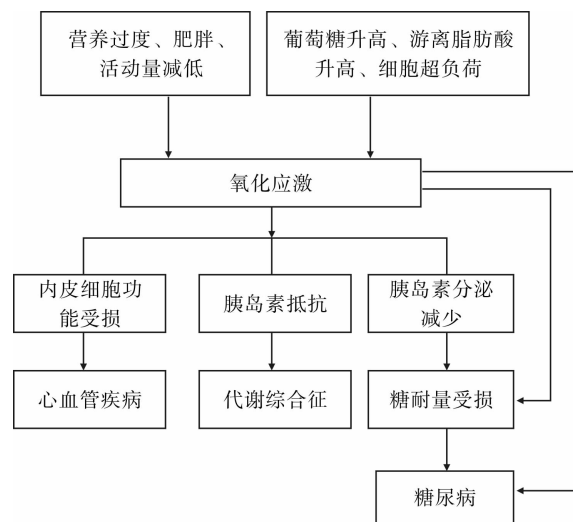 营养过度、肥胖、
活动量减低
葡萄糖升高、游离脂肪酸
升高、细胞超负荷
氧化应激
内皮细胞功
能受损
胰岛素抵抗
胰岛素分泌
减少
心血管疾病
代谢综合征
糖耐量受损
糖尿病